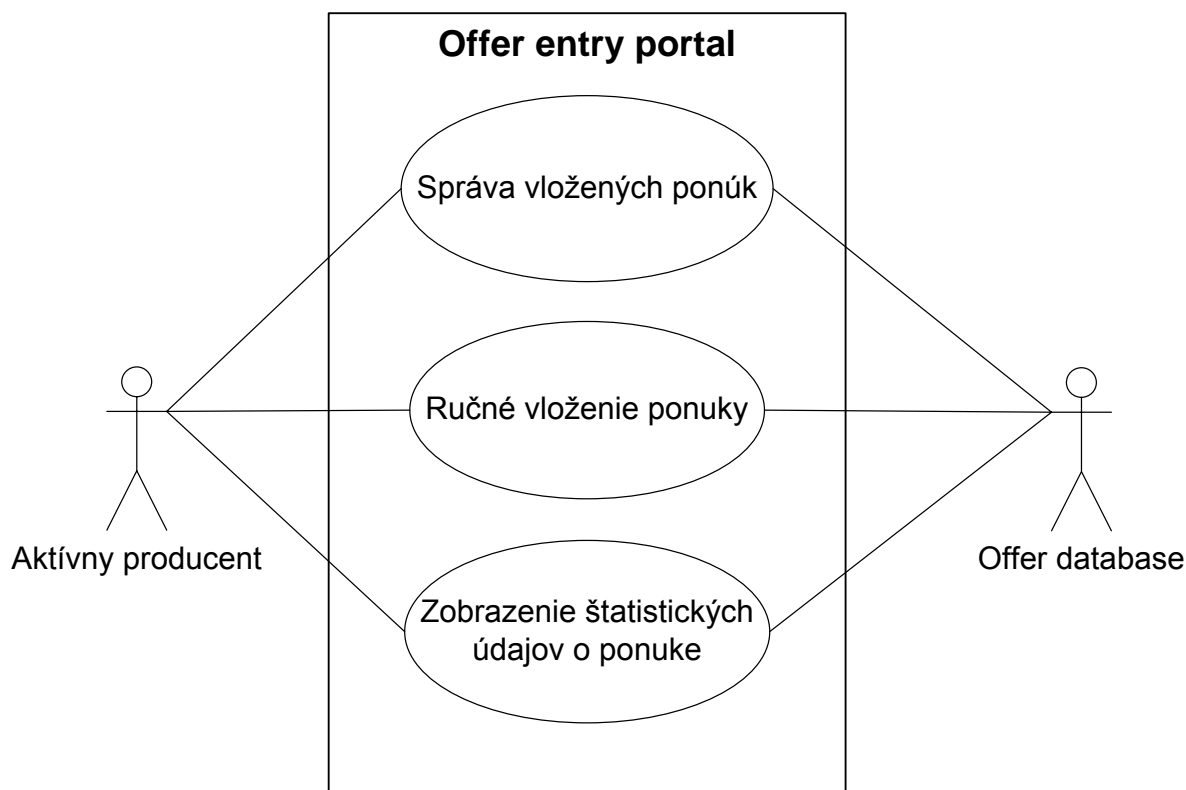 Offer entry portal
Správa vložených ponúk
Ručné vloženie ponuky
Aktívny producent
Offer database
Zobrazenie štatistických
údajov o ponuke